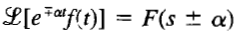 ℒ[e^{∓αt}f(t)] = F(s ± α)